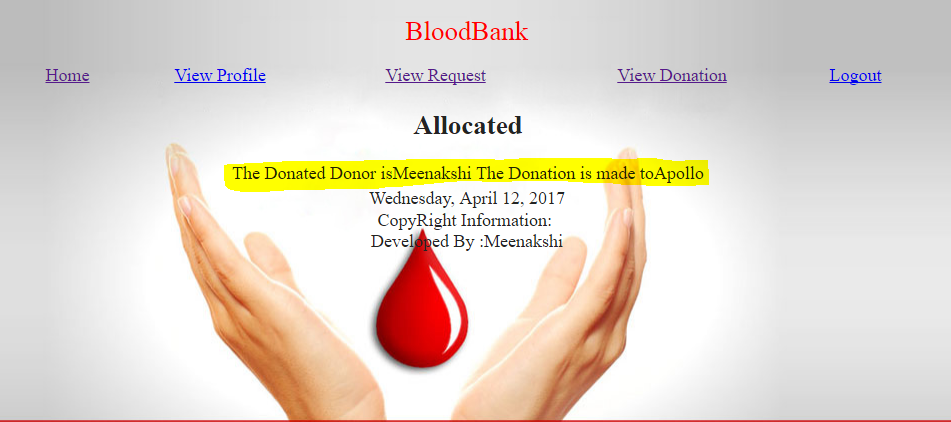 BloodBank
Home View Profile View Request View Donation Logout
Allocated
The Donated Donor isMeenakshi The Donation is made toApollo
Wednesday, April 12, 2017
CopyRight Information:
Developed By :Meenakshi